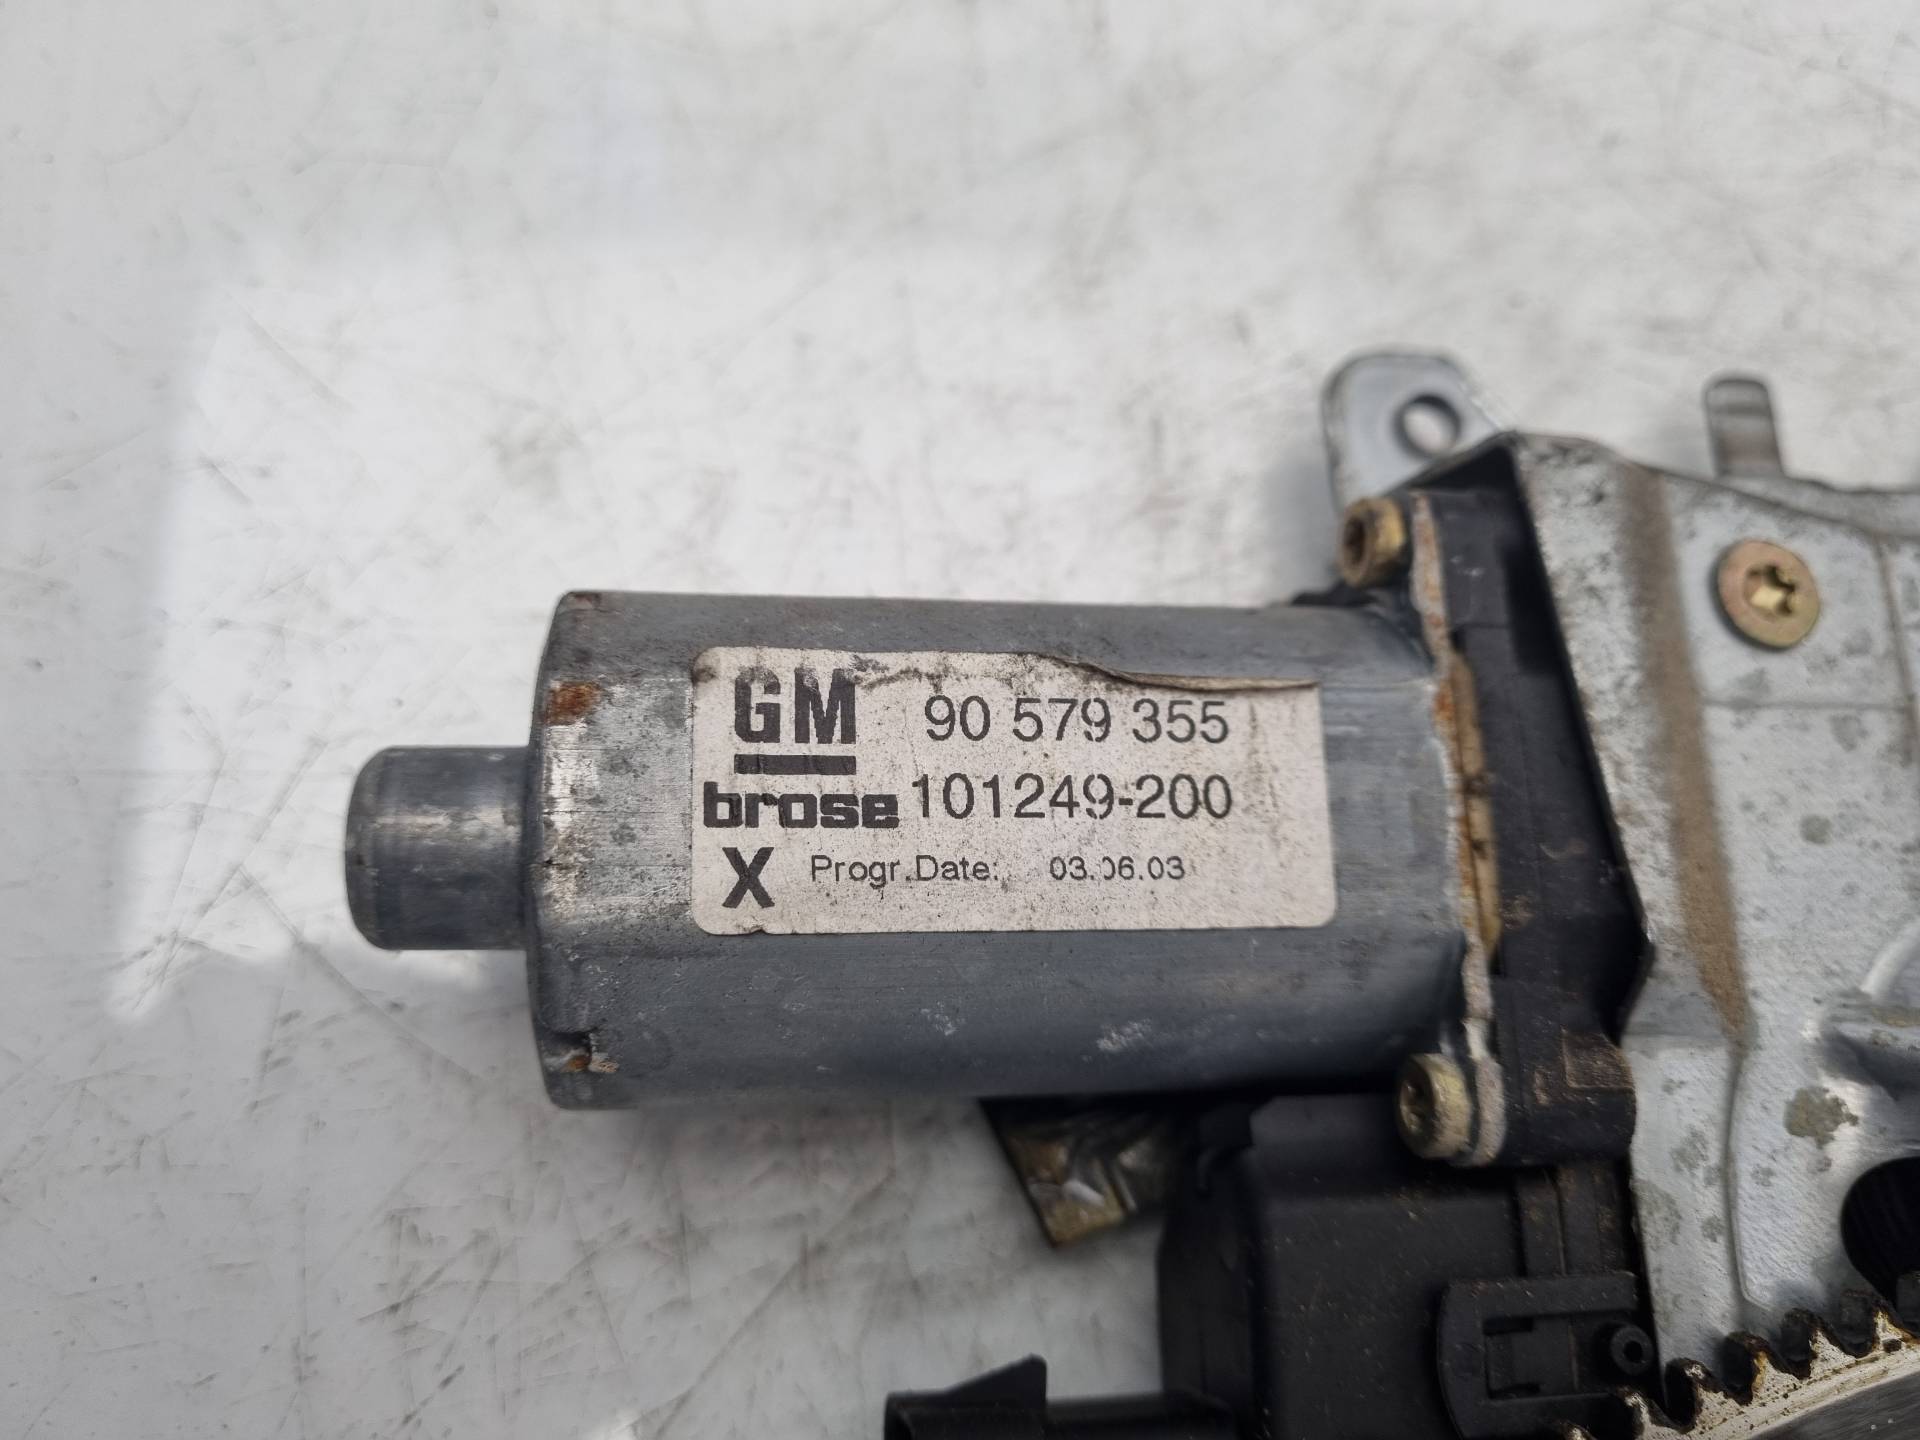 GM 90 579 355
brose 101249-200
X Progr.Date: 03.06.03